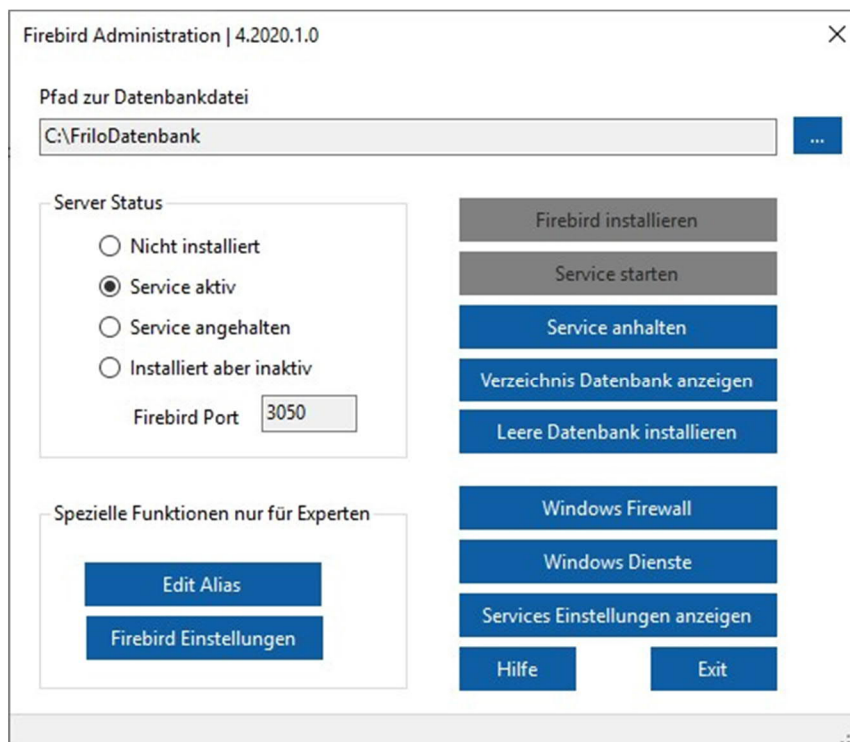 Firebird Administration | 4.2020.1.0
Pfad zur Datenbankdatei
C:\FriloDatenbank
...
Server Status
Nicht installiert
Service aktiv
Service angehalten
Installiert aber inaktiv
Firebird Port
3050
Firebird installieren
Service starten
Service anhalten
Verzeichnis Datenbank anzeigen
Leere Datenbank installieren
Spezielle Funktionen nur für Experten
Edit Alias
Firebird Einstellungen
Windows Firewall
Windows Dienste
Services Einstellungen anzeigen
Hilfe
Exit